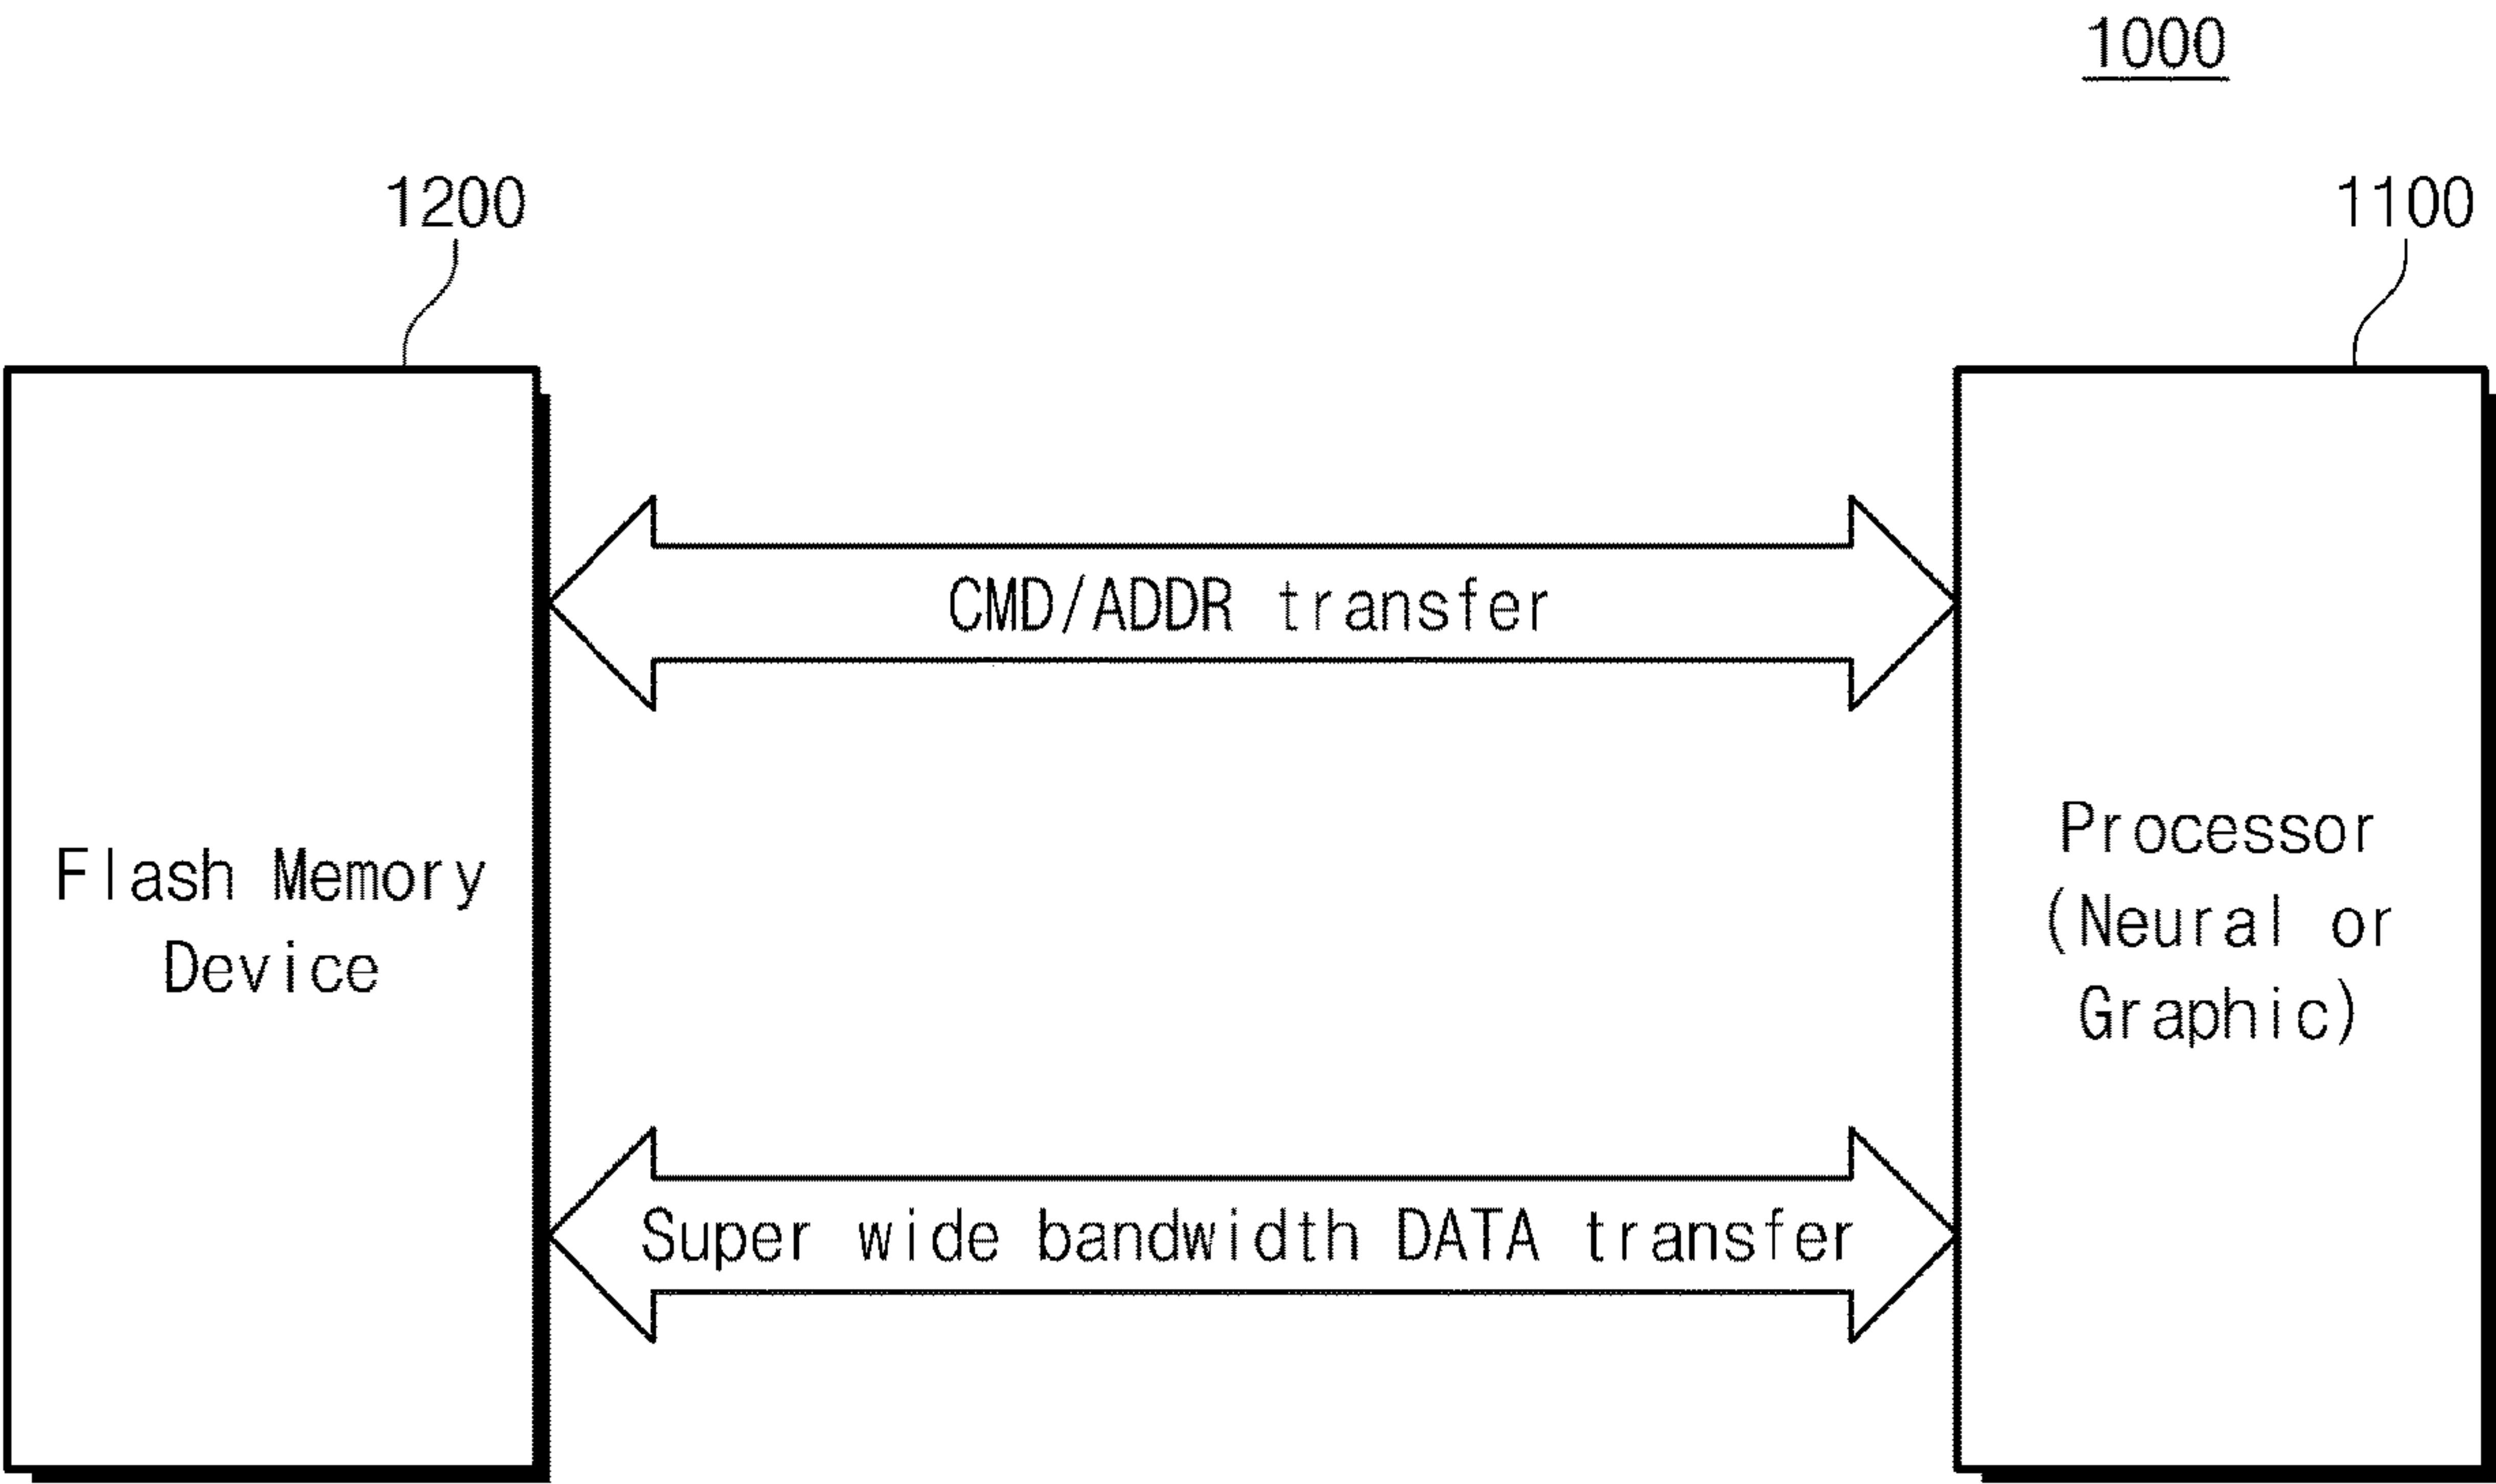 1000
1200
1100
CMD/ADDR transfer
Flash Memory
Device
Processor
(Neural or
Graphic)
Super wide bandwidth DATA transfer